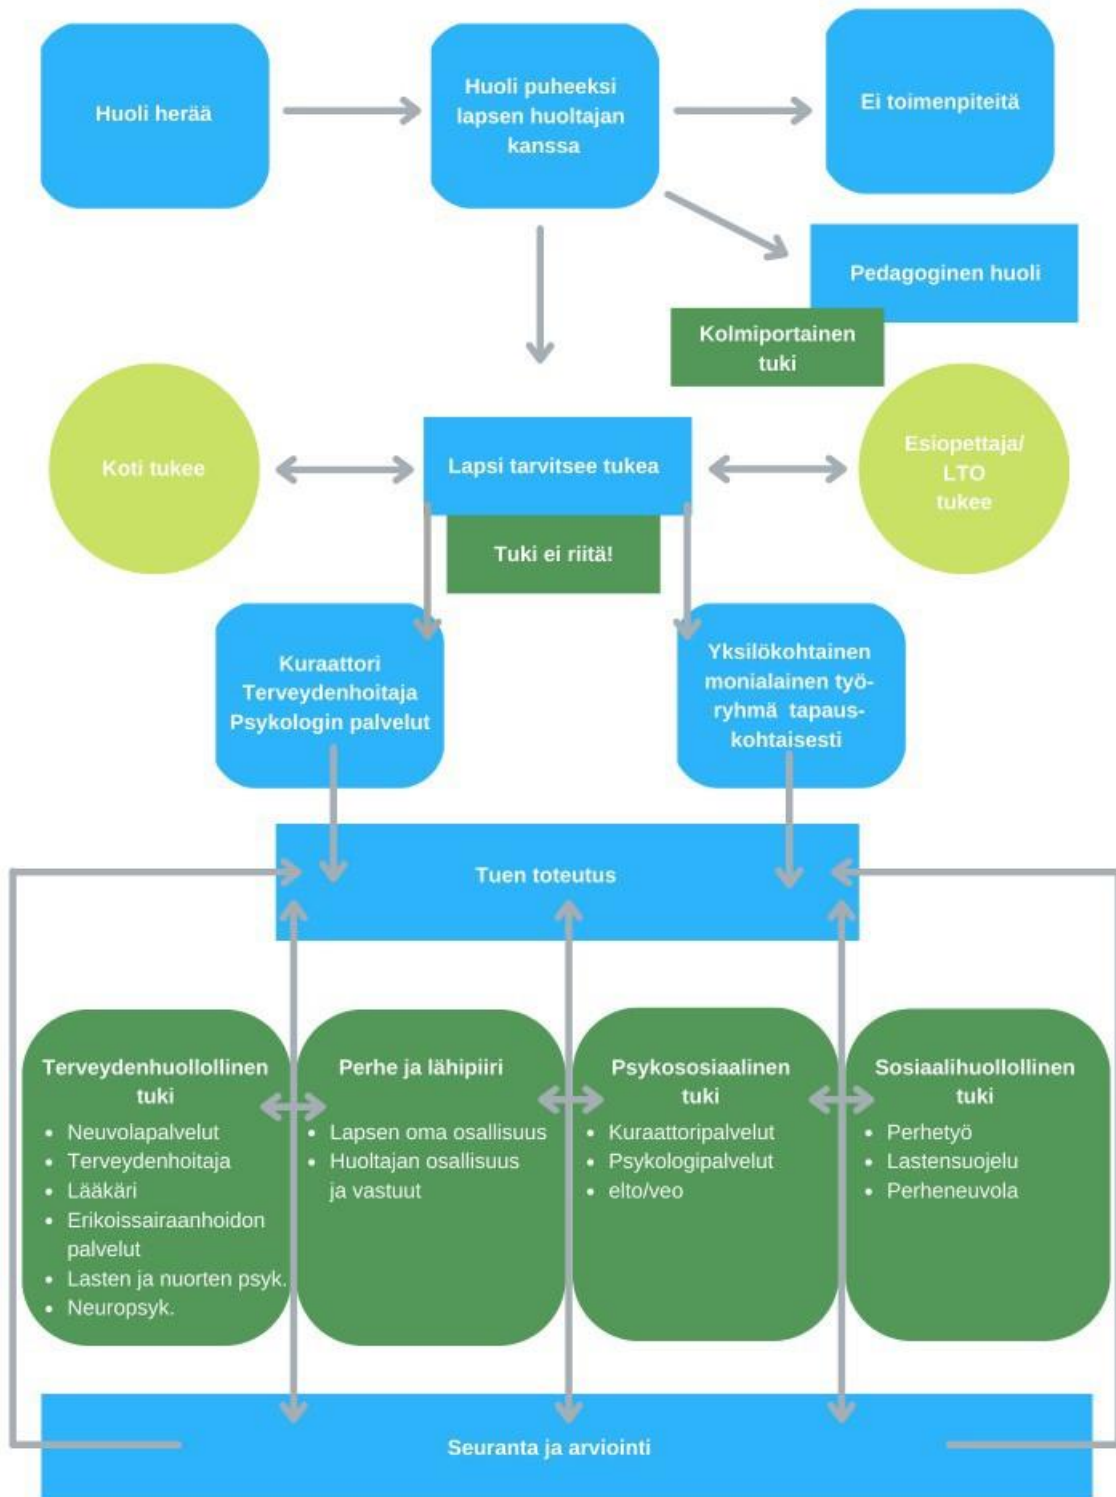 Huoli herää
Huoli puheeksi
lapsen huoltajan
kanssa
Ei toimenpiteitä
Pedagoginen huoli
Kolmiportainen
tuki
Koti tukee
Lapsi tarvitsee tukea
Esiopettaja/
LTO
tukee
Tuki ei riitä!
Kuraattori
Terveydenhoitaja
Psykologin palvelut
Yksilökohtainen
monialainen työ-
ryhmä tapaus-
kohtaisesti
Tuen toteutus
Terveydenhuollollinen
tuki
• Neuvolapalvelut
• Terveydenhoitaja
• Lääkäri
• Erikoissairaanhoidon
palvelut
• Lasten ja nuorten psyk.
• Neuropsyk.
Perhe ja lähipiiri
• Lapsen oma osallisuus
• Huoltajan osallisuus
ja vastuut
Psykososiaalinen
tuki
• Kuraattoripalvelut
• Psykologipalvelut
• elto/veo
Sosiaalihuollollinen
tuki
• Perhetyö
• Lastensuojelu
• Perheneuvola
Seuranta ja arviointi